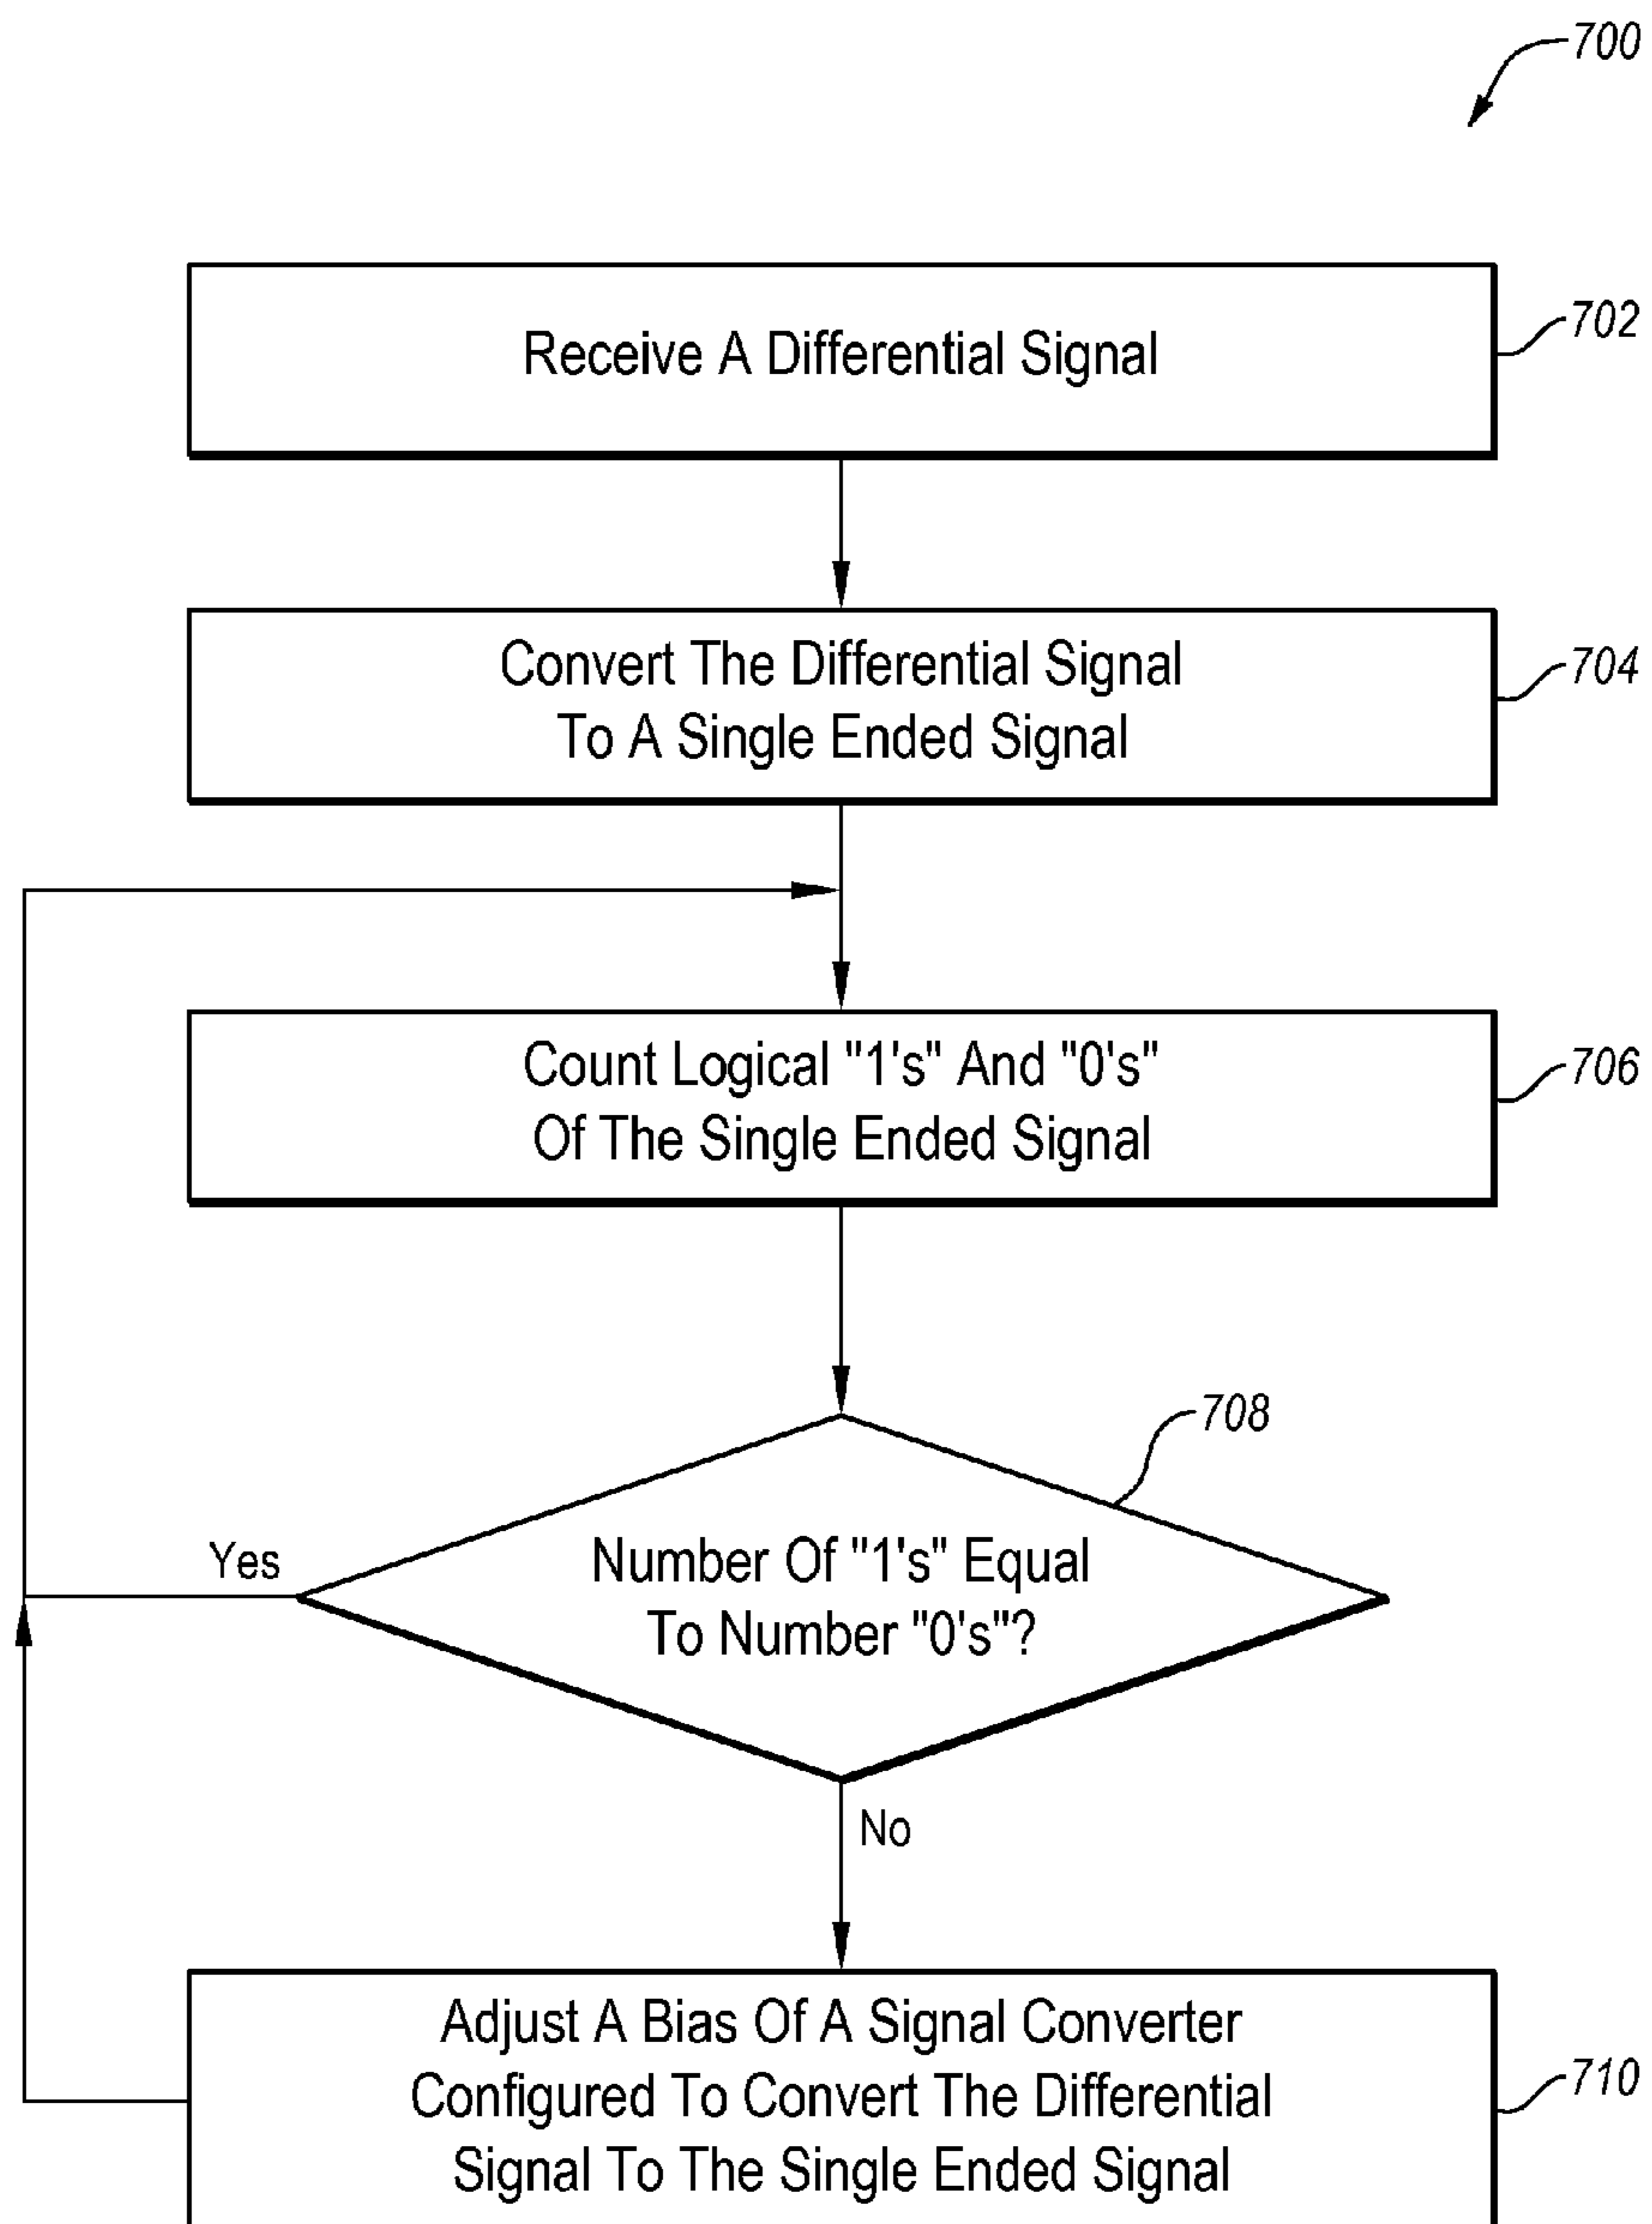 700
Receive A Differential Signal
702
Convert The Differential Signal
To A Single Ended Signal
704
Count Logical "1's" And "0's"
Of The Single Ended Signal
706
708
Number Of "1's" Equal
To Number "0's"?
Yes
No
Adjust A Bias Of A Signal Converter
Configured To Convert The Differential
Signal To The Single Ended Signal
710